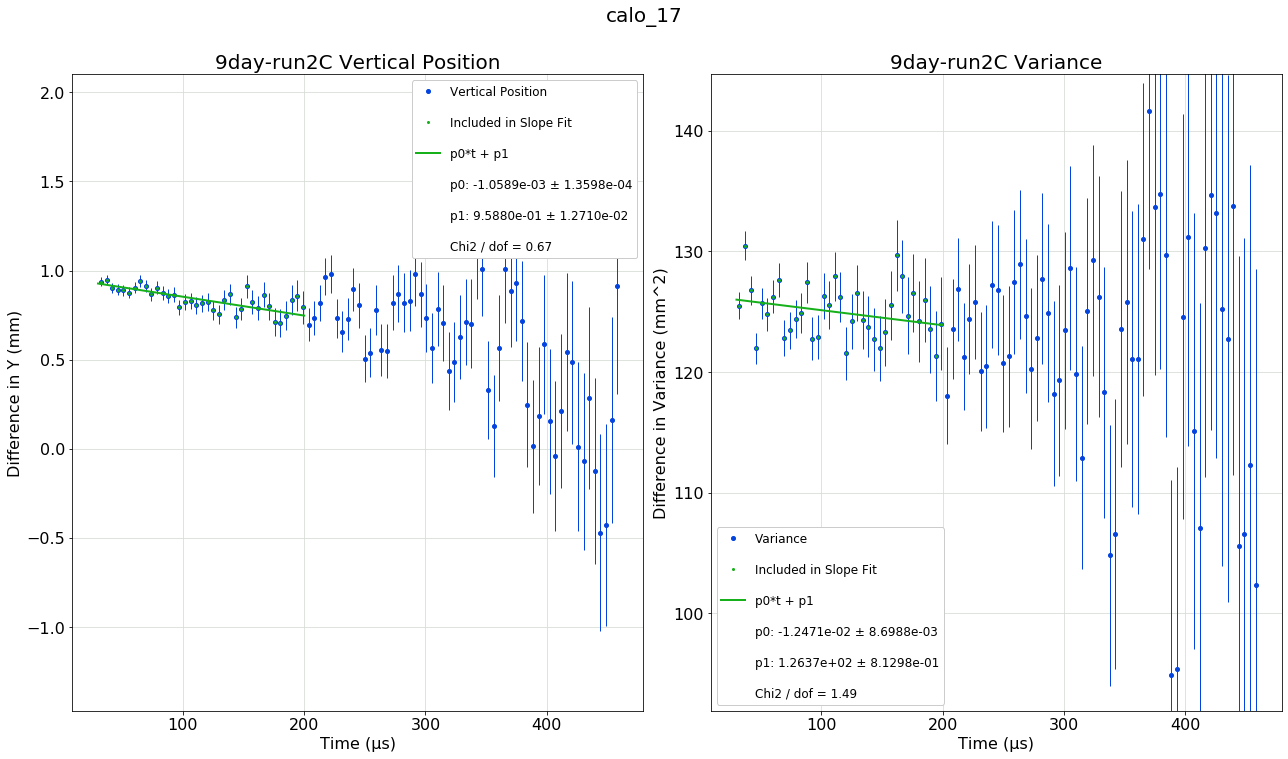 calo_17
9day-run2C Vertical Position
2.0
1.5
1.0
0.5
0.0
−0.5
−1.0
Difference in Y (mm)
100
200
300
400
Time (μs)
Vertical Position
Included in Slope Fit
p0*t + p1
p0: -1.0589e-03 ± 1.3598e-04
p1: 9.5880e-01 ± 1.2710e-02
Chi2 / dof = 0.67
9day-run2C Variance
140
130
120
110
100
Difference in Variance (mm^2)
100
200
300
400
Time (μs)
Variance
Included in Slope Fit
p0*t + p1
p0: -1.2471e-02 ± 8.6988e-03
p1: 1.2637e+02 ± 8.1298e-01
Chi2 / dof = 1.49